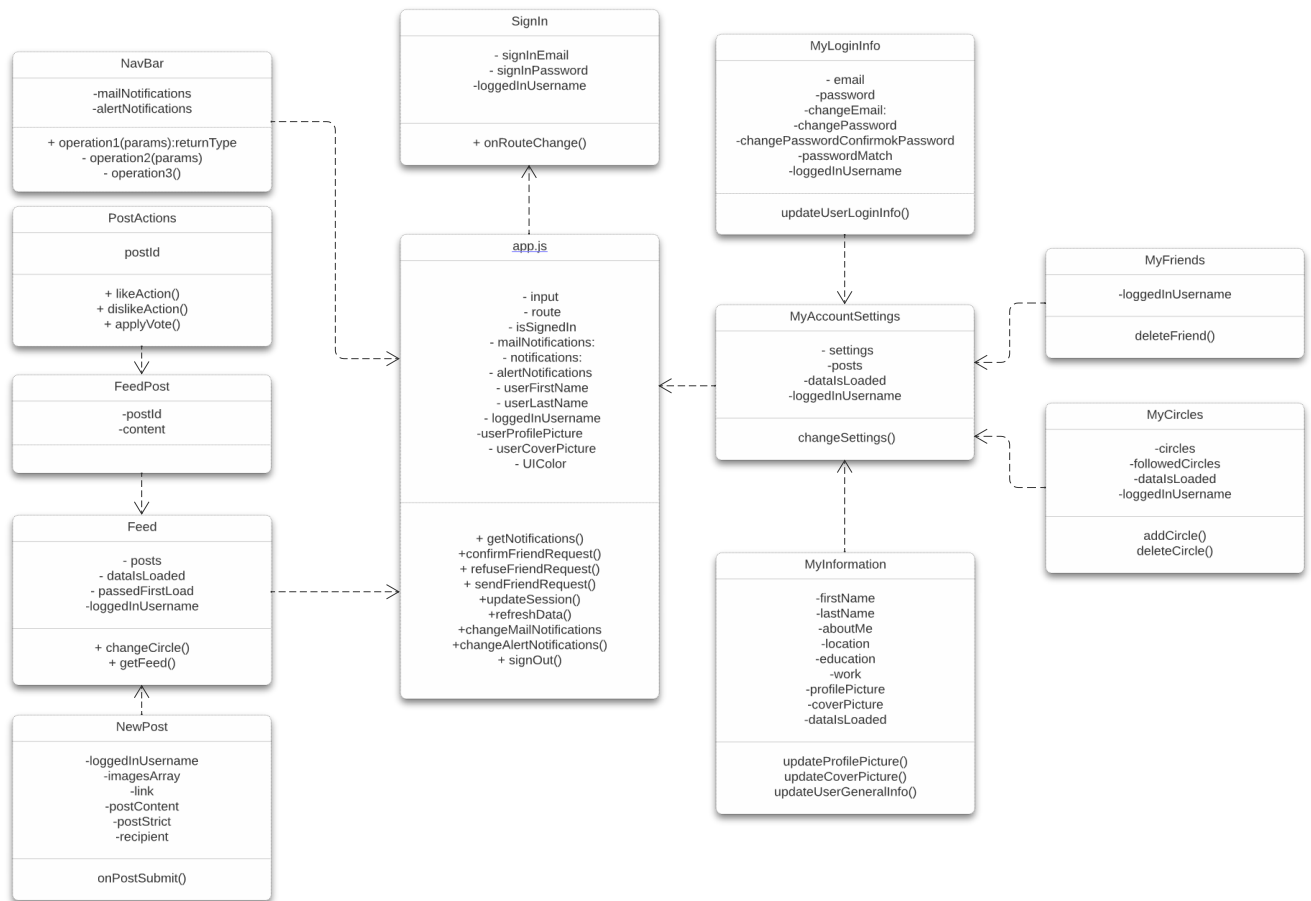 SignIn
- signInEmail
- signInPassword
-loggedInUsername
+ onRouteChange()
NavBar
-mailNotifications
-alertNotifications
+ operation1(params):returnType
- operation2(params)
- operation3()
PostActions
postId
+ likeAction()
+ dislikeAction()
+ applyVote()
FeedPost
-postId
-content
Feed
- posts
- dataIsLoaded
- passedFirstLoad
-loggedInUsername
+ changeCircle()
+ getFeed()
NewPost
-loggedInUsername
-imagesArray
-link
-postContent
-postStrict
-recipient
onPostSubmit()
app.js
- input
- route
- isSignedIn
- mailNotifications:
- notifications:
- alertNotifications
- userFirstName
- userLastName
- loggedInUsername
-userProfilePicture
- userCoverPicture
- UIColor
+ getNotifications()
+confirmFriendRequest()
+ refuseFriendRequest()
+ sendFriendRequest()
+updateSession()
+refreshData()
+changeMailNotifications
+changeAlertNotifications()
+ signOut()
MyLoginInfo
- email
-password
-changeEmail:
-changePassword
-changePasswordConfirmokPassword
-passwordMatch
-loggedInUsername
updateUserLoginInfo()
MyAccountSettings
- settings
-posts
-dataIsLoaded
-loggedInUsername
changeSettings()
MyInformation
-firstName
-lastName
-aboutMe
-location
-education
-work
-profilePicture
-coverPicture
-dataIsLoaded
updateProfilePicture()
updateCoverPicture()
updateUserGeneralInfo()
MyFriends
-loggedInUsername
deleteFriend()
MyCircles
-circles
-followedCircles
-dataIsLoaded
-loggedInUsername
addCircle()
deleteCircle()